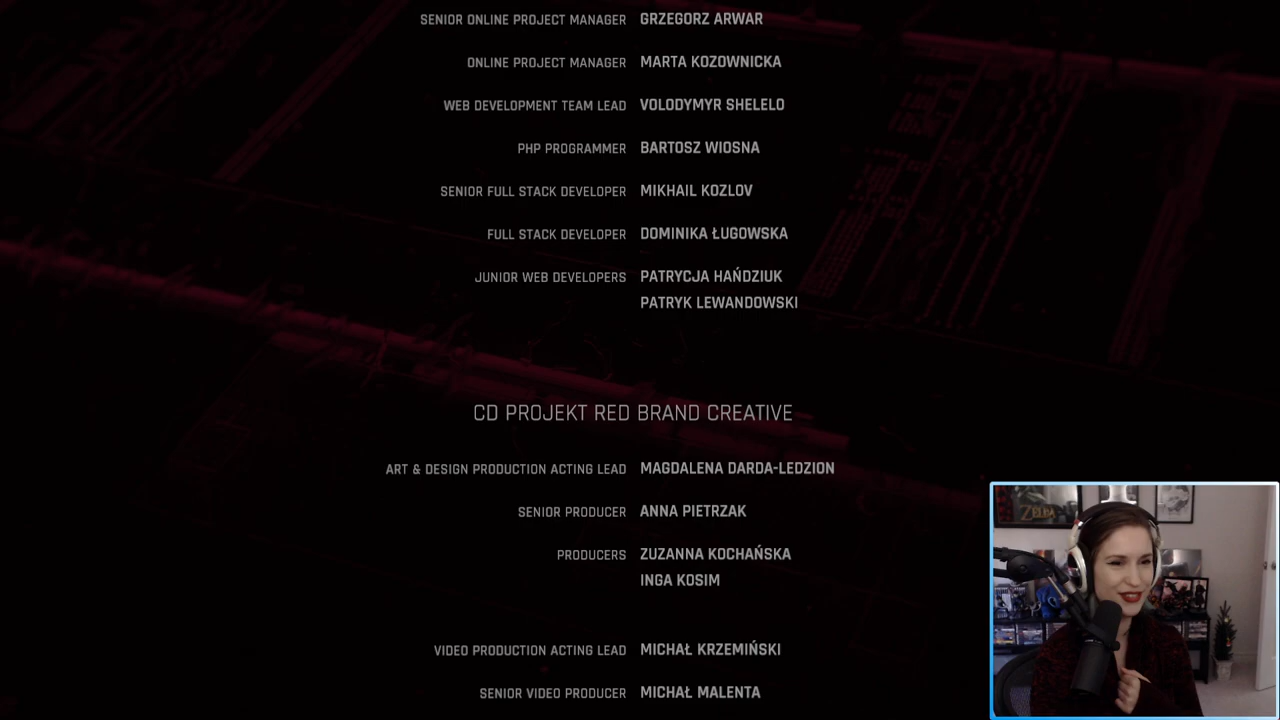 SENIOR ONLINE PROJECT MANAGER GRZEGORZ ARWAR
ONLINE PROJECT MANAGER MARTA KOZOWNICKA
WEB DEVELOPMENT TEAM LEAD VOLODYMYR SHELELO
PHP PROGRAMMER BARTOSZ WIOSNA
SENIOR FULL STACK DEVELOPER MIKHAIL KOZLOV
FULL STACK DEVELOPER DOMINIKA ŁUGOWSKA
JUNIOR WEB DEVELOPERS PATRYCJA HAŃDZIUK
PATRYK LEWANDOWSKI
CD PROJEKT RED BRAND CREATIVE
ART & DESIGN PRODUCTION ACTING LEAD MAGDALENA DARDA-LEDZION
SENIOR PRODUCER ANNA PIETRZAK
PRODUCERS ZUZANNA KOCHAŃSKA
INGA KOSIM
VIDEO PRODUCTION ACTING LEAD MICHAŁ KRZEMIŃSKI
SENIOR VIDEO PRODUCER MICHAŁ MALENTA
ZELDA